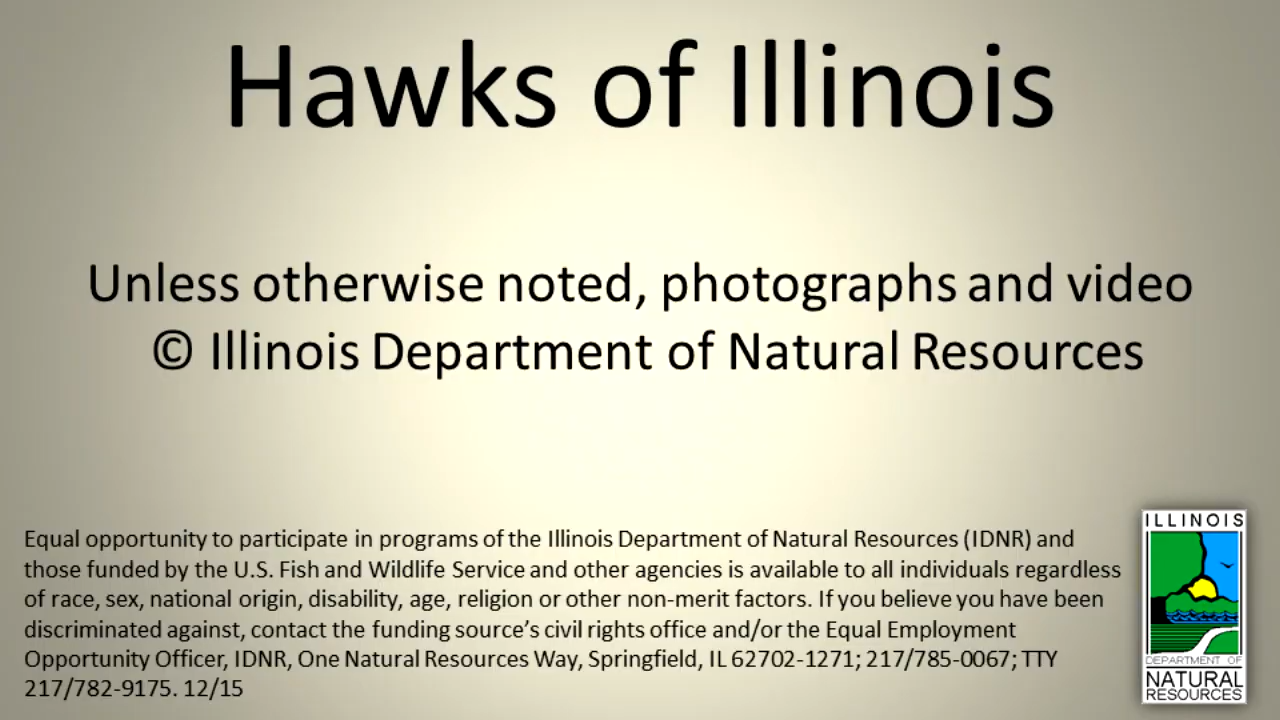 Hawks of Illinois
Unless otherwise noted, photographs and video
© Illinois Department of Natural Resources
Equal opportunity to participate in programs of the Illinois Department of Natural Resources (IDNR) and
those funded by the U.S. Fish and Wildlife Service and other agencies is available to all individuals regardless
of race, sex, national origin, disability, age, religion or other non-merit factors. If you believe you have been
discriminated against, contact the funding source's civil rights office and/or the Equal Employment
Opportunity Officer, IDNR, One Natural Resources Way, Springfield, IL 62702-1271; 217/785-0067; TTY
217/782-9175. 12/15
ILLINOIS
DEPARTMENT OF
NATURAL
RESOURCES